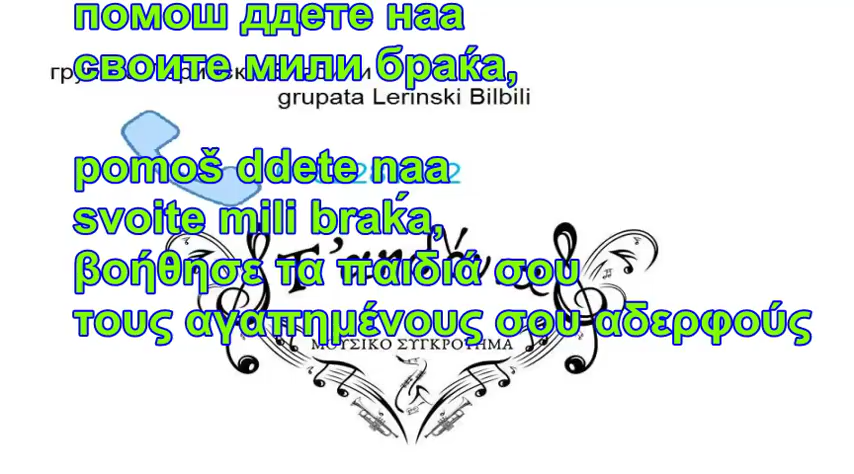 помош ддете наа
своите мили браќа,
grupata Lerinski Bilbili
pomoš ddete naa
svoite mili braḱa,
βοήθησε τα παιδιά σου
τους αγαπημένους σου αδερφούς
ΜΟΥΣΙΚΟ ΣΥΓΚΡΟΤΗΜΑ